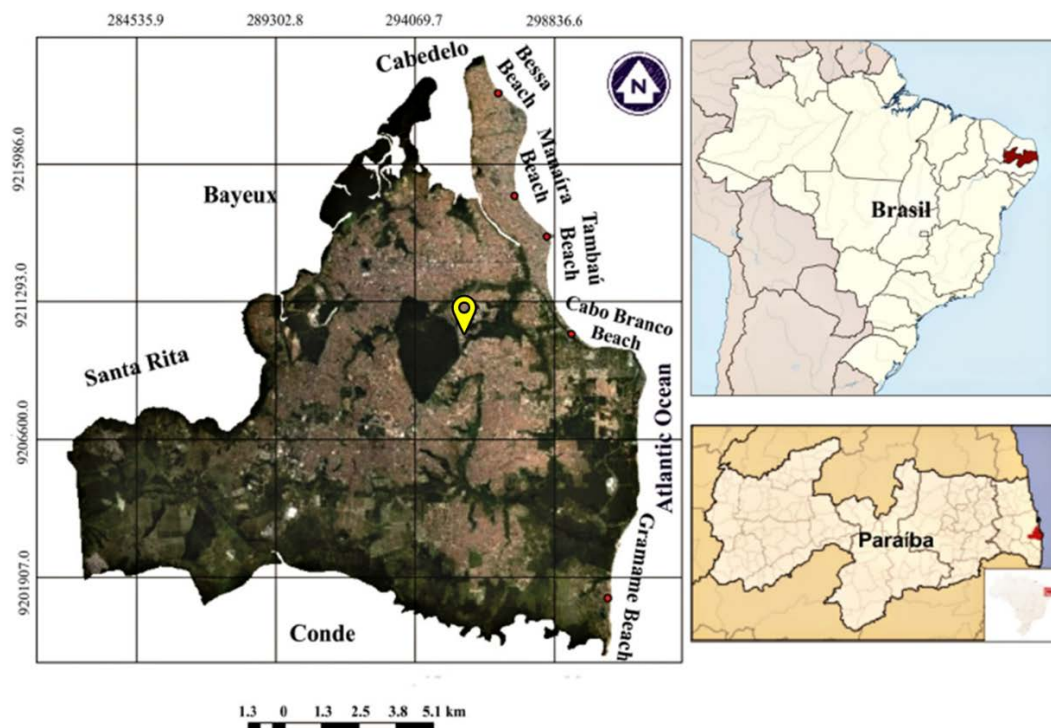 284535.9 289302.8 294069.7 298836.6
Cabedelo
Bessa
Beach
N
9215986.0
Manaíra
Beach
Bayeux
Tambaú
Beach
9211293.0
Cabo Branco
Beach
Santa Rita
Atlantic Ocean
9206600.0
Gramame Beach
9201907.0
Conde
1.3 0 1.3 2.5 3.8 5.1 km
Brasil
Paraíba